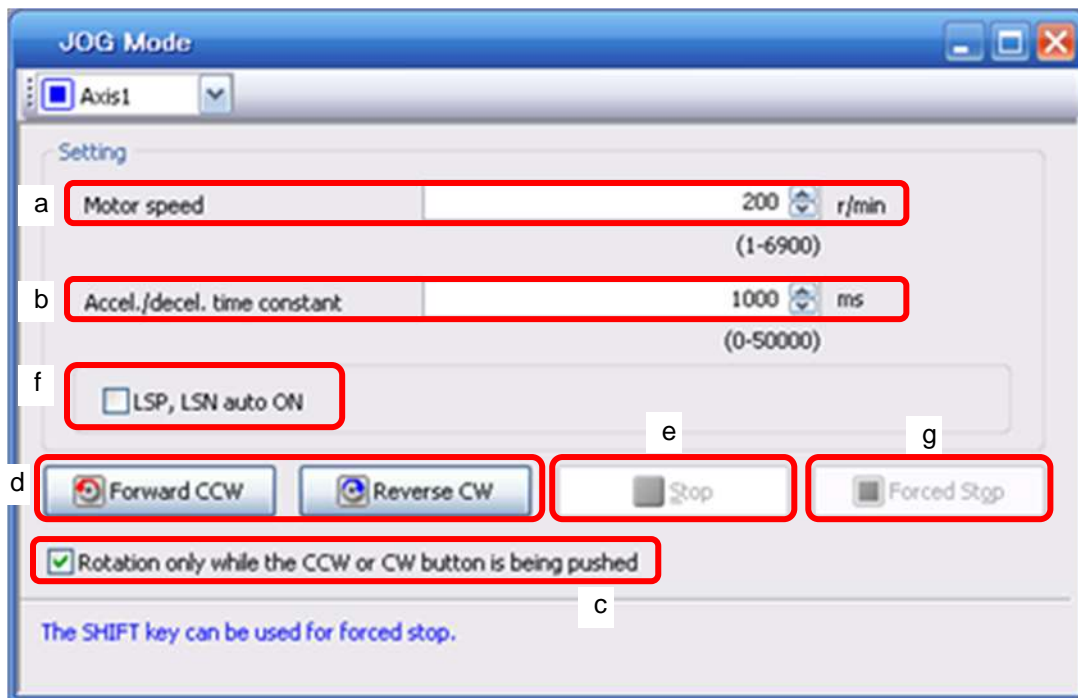 JOG Mode
Axis1
Setting
a Motor speed 200 r/min
(1-6900)
b Accel./decel. time constant 1000 ms
(0-50000)
f
LSP, LSN auto ON
e g
d Forward CCW Reverse CW Stop Forced Stop
Rotation only while the CCW or CW button is being pushed
c
The SHIFT key can be used for forced stop.